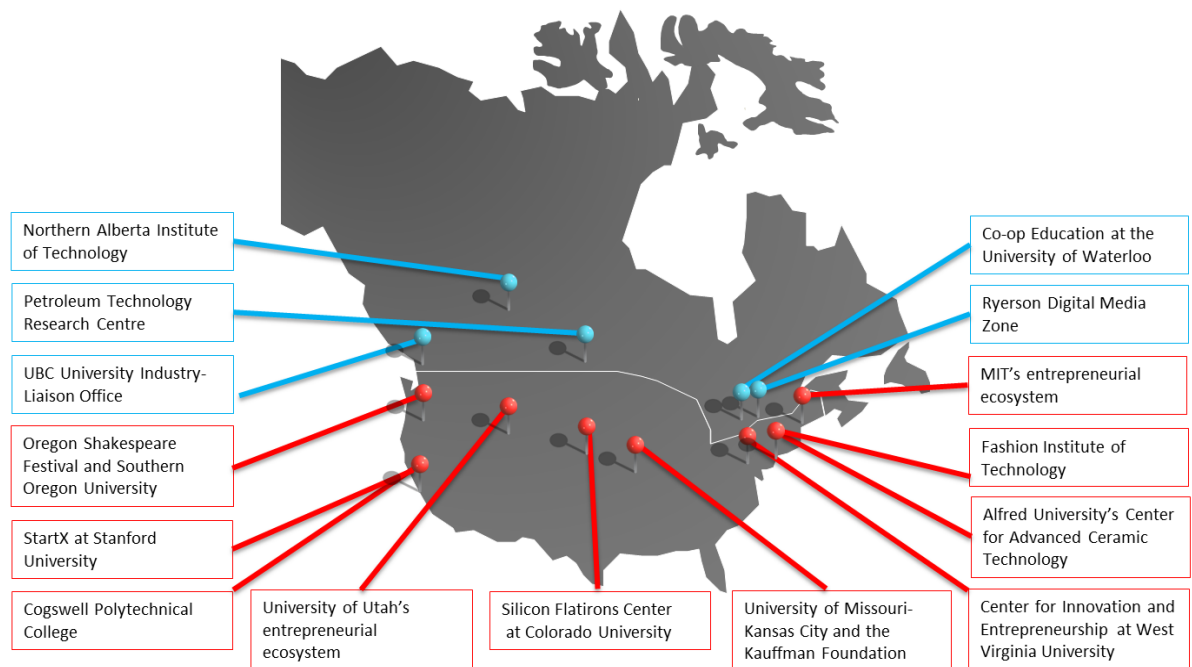 Northern Alberta Institute
of Technology
Petroleum Technology
Research Centre
UBC University Industry-
Liaison Office
Oregon Shakespeare
Festival and Southern
Oregon University
StartX at Stanford
University
Cogswell Polytechnical
College
University of Utah's
entrepreneurial
ecosystem
Silicon Flatirons Center
at Colorado University
University of Missouri-
Kansas City and the
Kauffman Foundation
Co-op Education at the
University of Waterloo
Ryerson Digital Media
Zone
MIT's entrepreneurial
ecosystem
Fashion Institute of
Technology
Alfred University's Center
for Advanced Ceramic
Technology
Center for Innovation and
Entrepreneurship at West
Virginia University